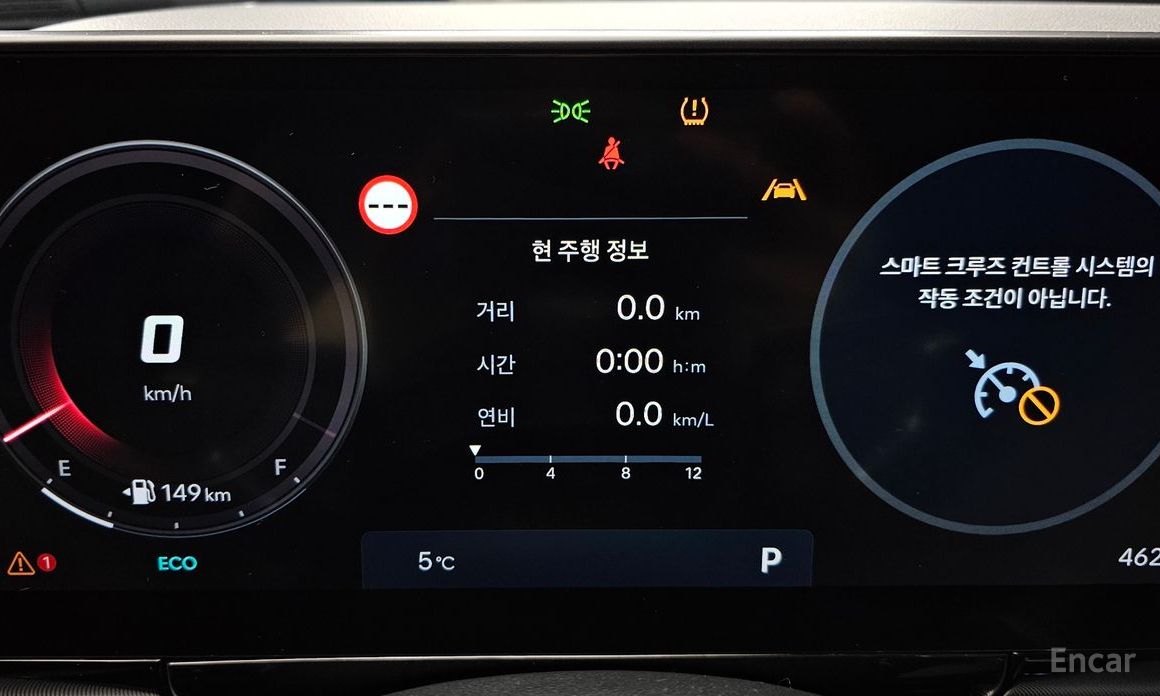 현 주행 정보
거리 0.0 km
시간 0:00 h:m
연비 0.0 km/L
0 4 8 12
0
km/h
E F
149 km
1
ECO
5°C
P
스마트 크루즈 컨트롤 시스템의
작동 조건이 아닙니다.
462
Encar